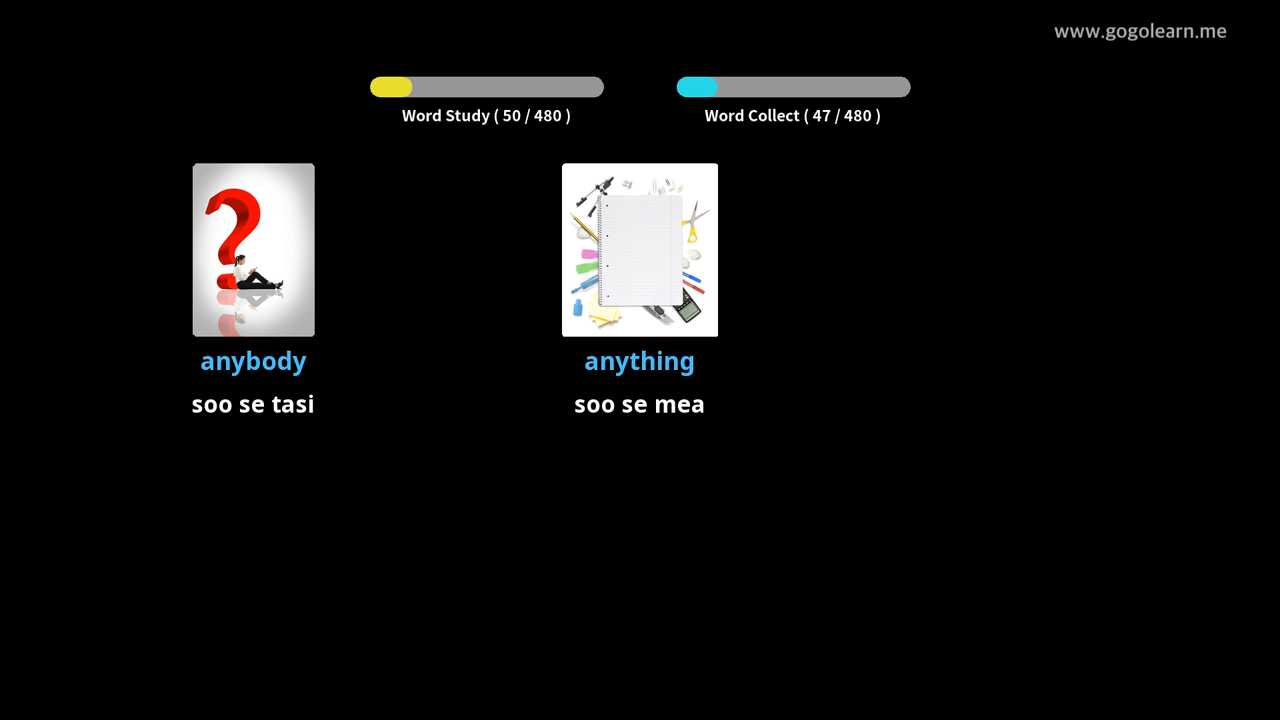 www.gogolearn.me
Word Study ( 50 / 480 )
Word Collect ( 47 / 480 )
anybody
anything
soo se tasi
soo se mea